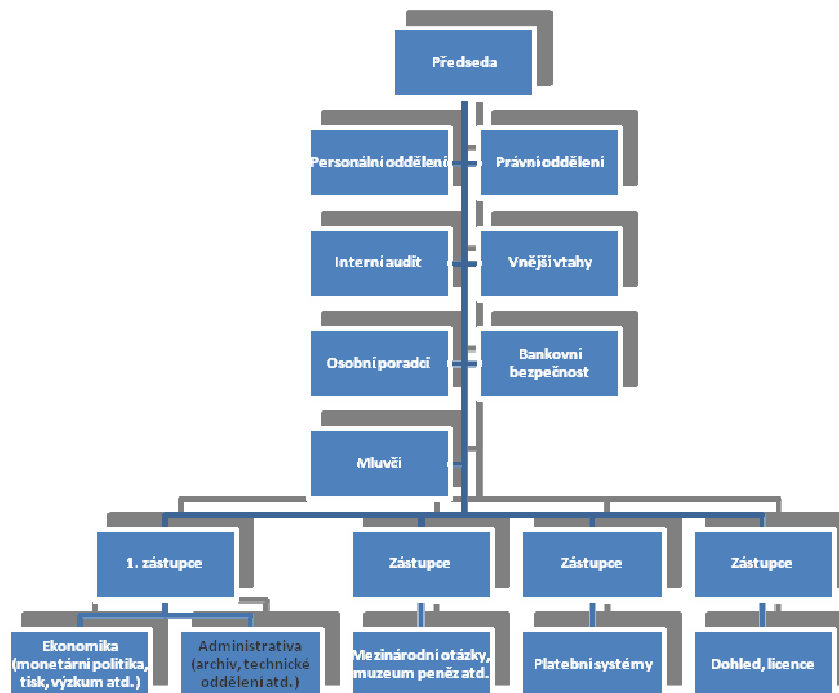 Předseda
Personální oddělení
Právní oddělení
Interní audit
Vnější vtahy
Osobní poradci
Bankovní
bezpečnost
Mluvčí
1. zástupce
Zástupce
Zástupce
Zástupce
Ekonomika
(monetární politika,
tisk, výzkum atd.)
Administrativa
(archiv, technické
oddělení atd.)
Mezinárodní otázky,
muzeum peněz atd.
Platební systémy
Dohled, licence